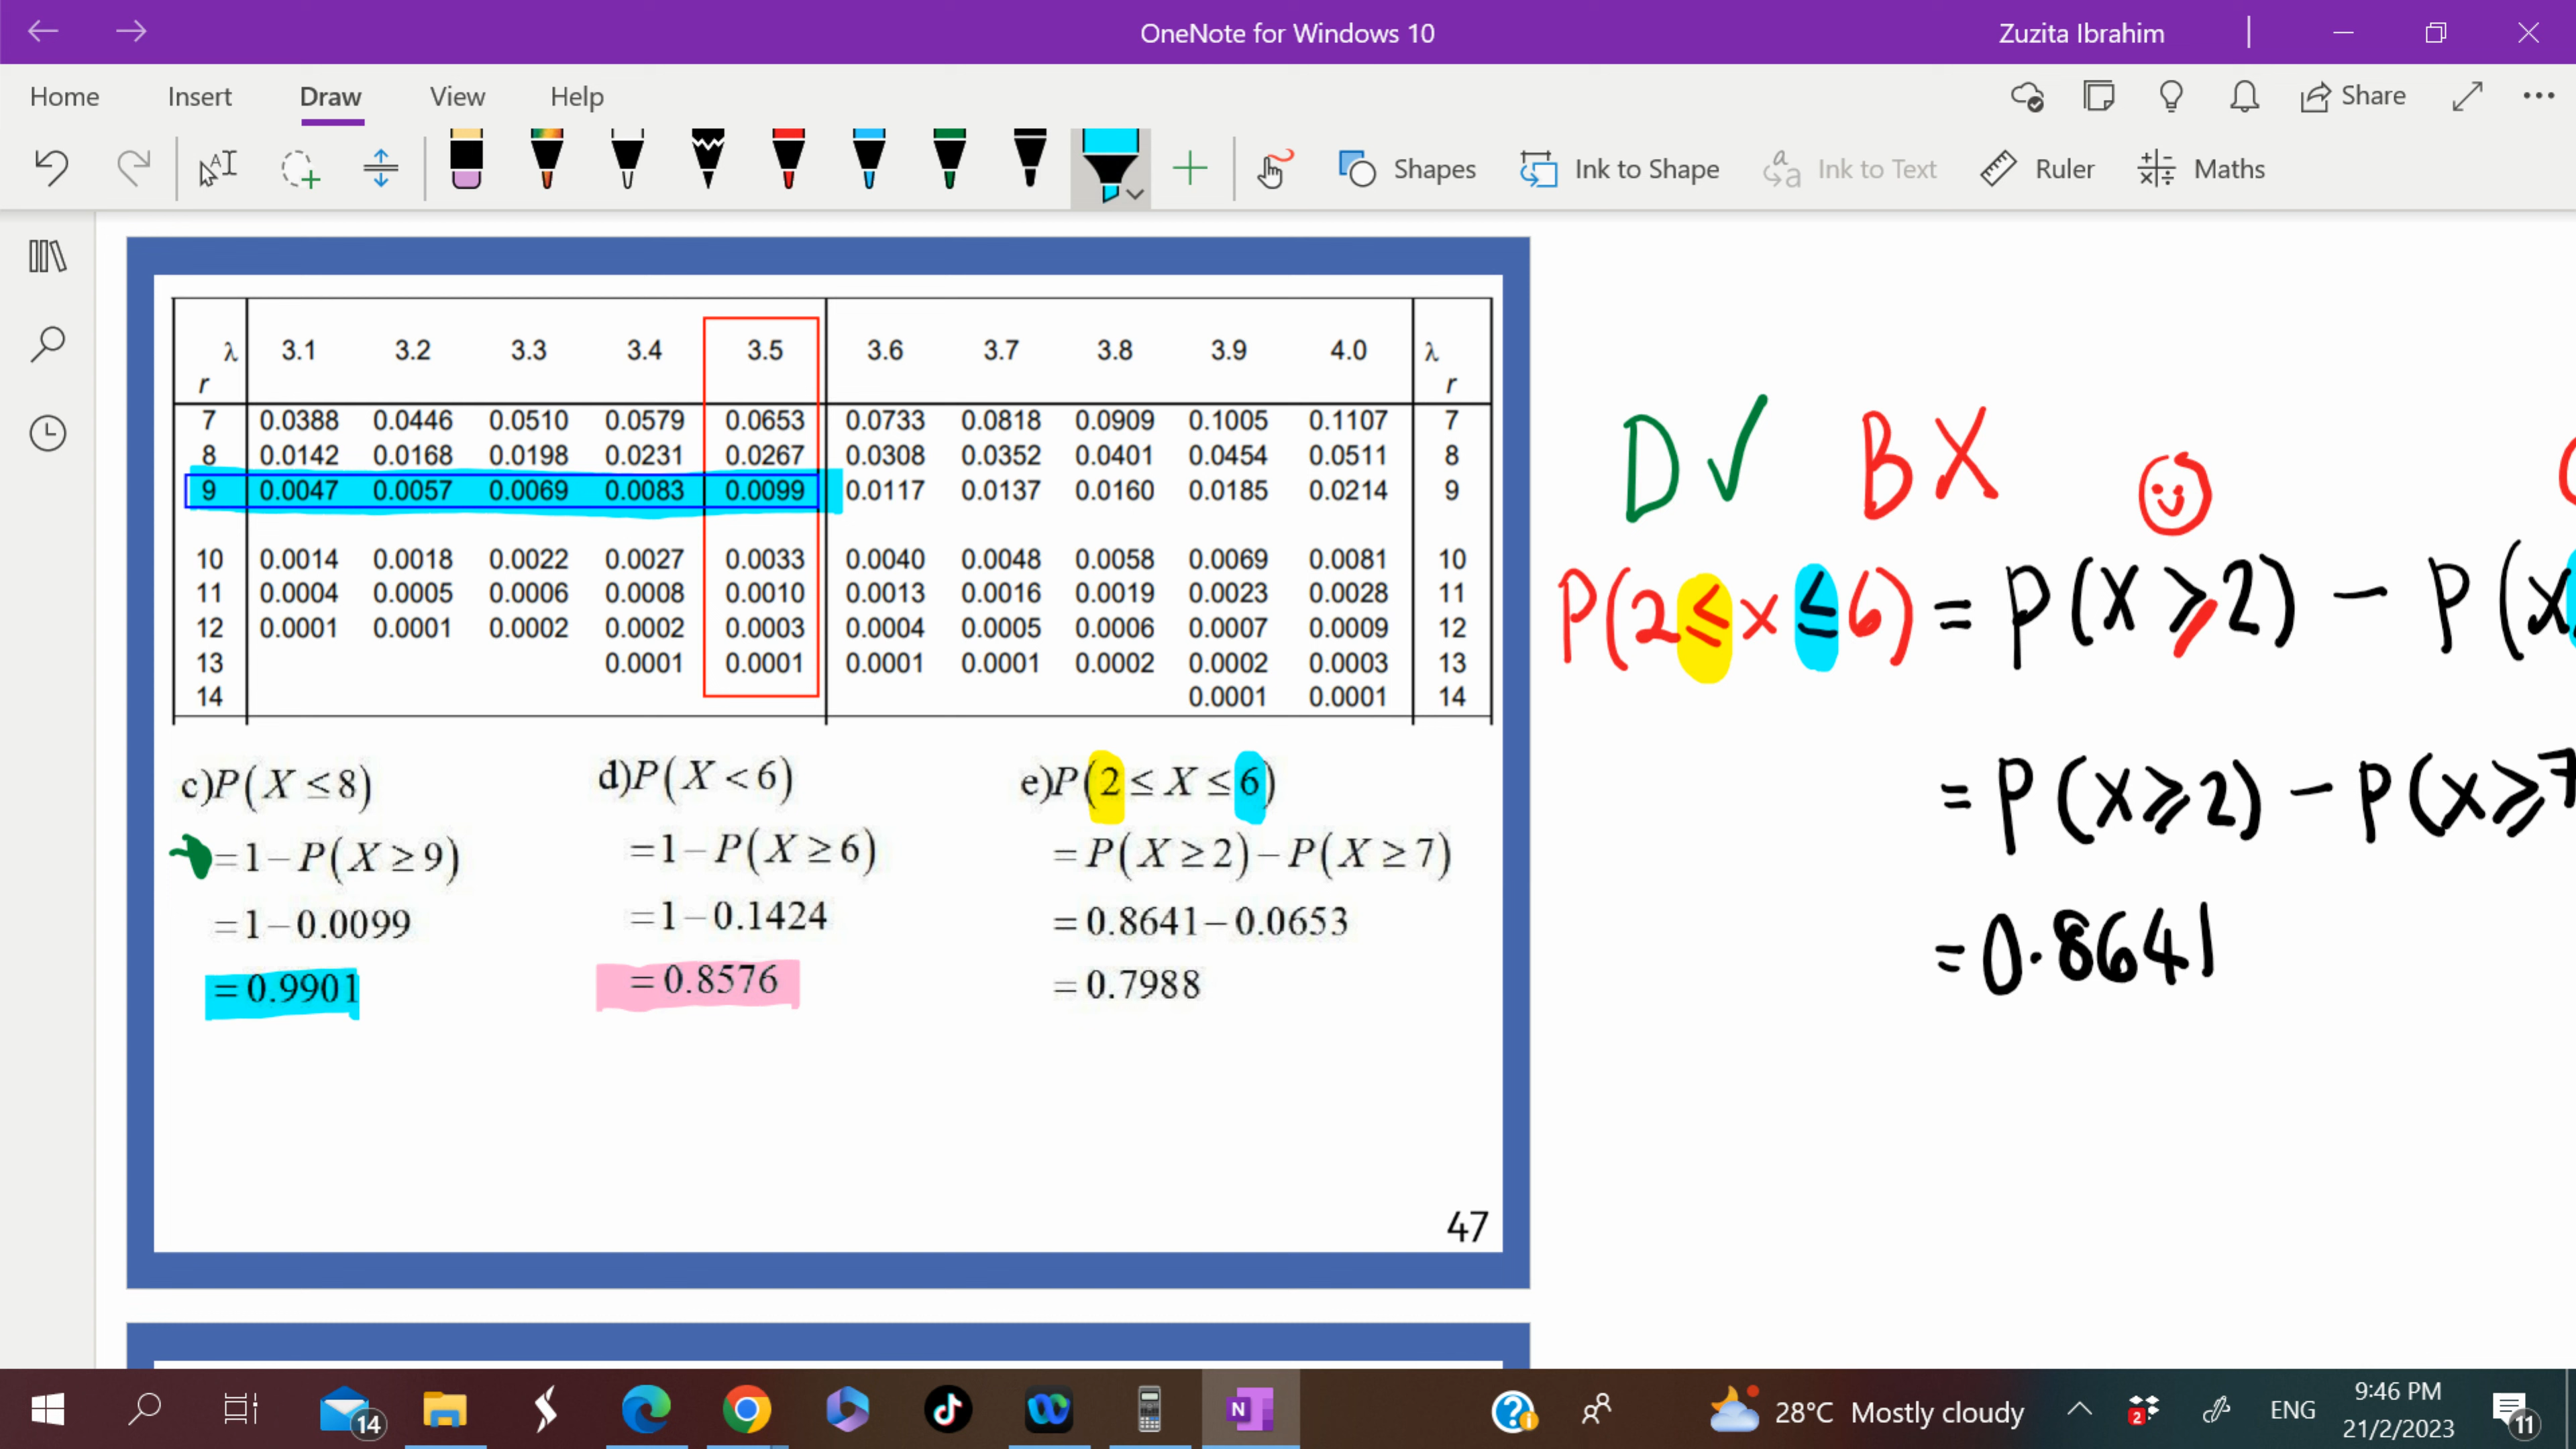 OneNote for Windows 10 Zuzita Ibrahim
Home Insert Draw View Help Share
Shapes Ink to Shape Ink to Text Ruler Maths
λ 3.1 3.2 3.3 3.4 3.5 3.6 3.7 3.8 3.9 4.0 λ
r r
7 0.0388 0.0446 0.0510 0.0579 0.0653 0.0733 0.0818 0.0909 0.1005 0.1107 7
8 0.0142 0.0168 0.0198 0.0231 0.0267 0.0308 0.0352 0.0401 0.0454 0.0511 8
9 0.0047 0.0057 0.0069 0.0083 0.0099 0.0117 0.0137 0.0160 0.0185 0.0214 9
10 0.0014 0.0018 0.0022 0.0027 0.0033 0.0040 0.0048 0.0058 0.0069 0.0081 10
11 0.0004 0.0005 0.0006 0.0008 0.0010 0.0013 0.0016 0.0019 0.0023 0.0028 11
12 0.0001 0.0001 0.0002 0.0002 0.0003 0.0004 0.0005 0.0006 0.0007 0.0009 12
13 0.0001 0.0001 0.0001 0.0001 0.0002 0.0002 0.0003 13
14 0.0001 0.0001 14
c)P(X ≤ 8)
=1−P(X ≥ 9)
=1−0.0099
=0.9901
d)P(X < 6)
=1−P(X ≥ 6)
=1−0.1424
=0.8576
e)P(2 ≤ X ≤ 6)
=P(X ≥ 2)−P(X ≥ 7)
=0.8641−0.0653
=0.7988
47
D✓ BX
P(2 ≤ x ≤ 6) = P(X ≥ 2) − P(X
= P(X ≥ 2) − P(X ≥ 7
= 0.8641
14 N 28°C Mostly cloudy 2 ENG 9:46 PM
21/2/2023 11